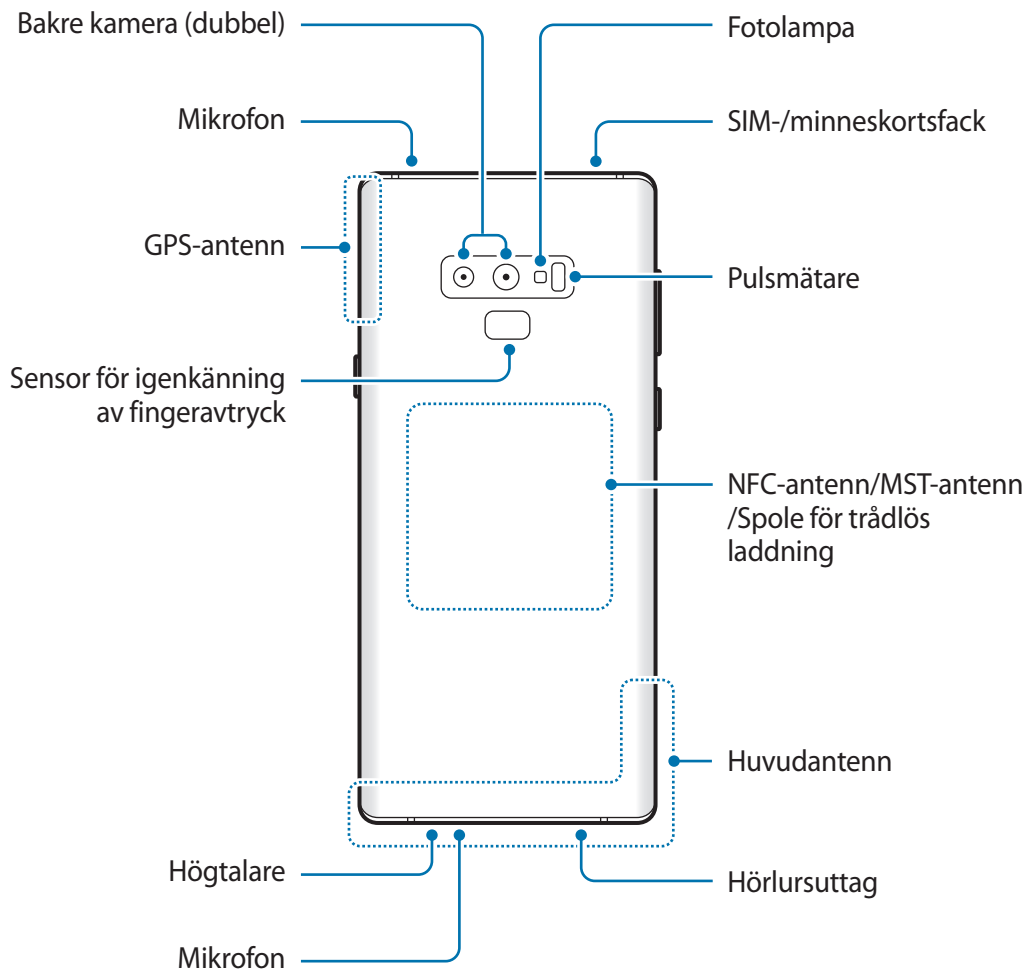 Bakre kamera (dubbel)
Fotolampa
Mikrofon
SIM-/minneskortsfack
GPS-antenn
Pulsmätare
Sensor för igenkänning
av fingeravtryck
NFC-antenn/MST-antenn
/Spole för trådlös
laddning
Huvudantenn
Högtalare
Hörlursuttag
Mikrofon